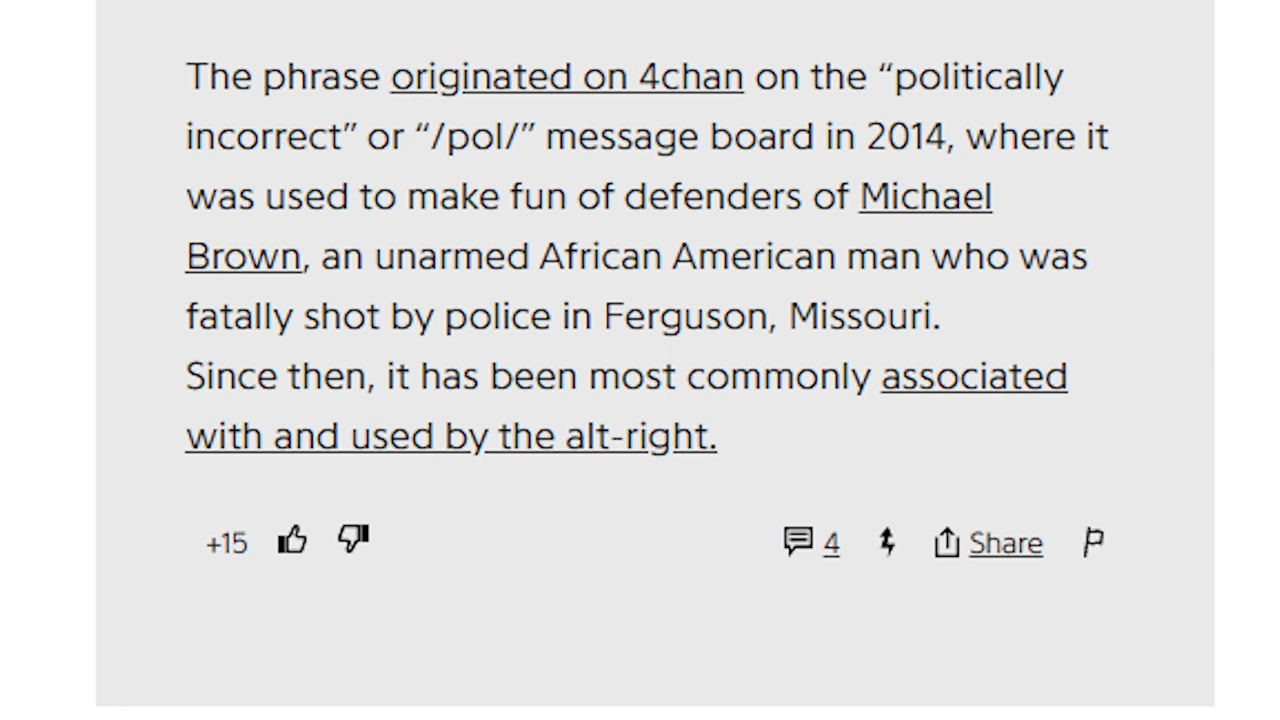 The phrase originated on 4chan on the “politically
incorrect” or “/pol/” message board in 2014, where it
was used to make fun of defenders of Michael
Brown, an unarmed African American man who was
fatally shot by police in Ferguson, Missouri.
Since then, it has been most commonly associated
with and used by the alt-right.
+15 4 Share